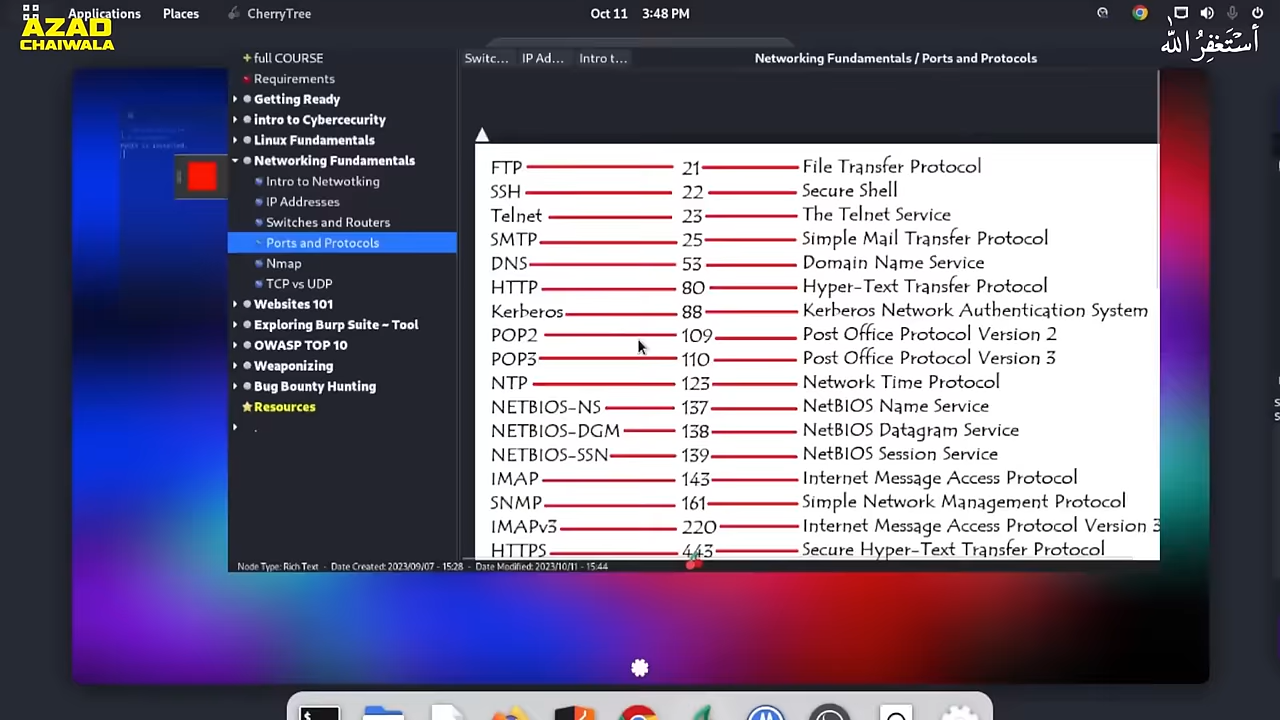 Applications Places CherryTree Oct 11 3:48 PM
AZAD
CHAIWALA
أستغفر الله
full COURSE
Requirements
Getting Ready
intro to Cybercecurity
Linux Fundamentals
Networking Fundamentals
Intro to Netwotking
IP Addresses
Switches and Routers
Ports and Protocols
Nmap
TCP vs UDP
Websites 101
Exploring Burp Suite ~ Tool
OWASP TOP 10
Weaponizing
Bug Bounty Hunting
Resources
.
Switc... IP Ad... Intro t... Networking Fundamentals / Ports and Protocols
FTP 21 File Transfer Protocol
SSH 22 Secure Shell
Telnet 23 The Telnet Service
SMTP 25 Simple Mail Transfer Protocol
DNS 53 Domain Name Service
HTTP 80 Hyper-Text Transfer Protocol
Kerberos 88 Kerberos Network Authentication System
POP2 109 Post Office Protocol Version 2
POP3 110 Post Office Protocol Version 3
NTP 123 Network Time Protocol
NETBIOS-NS 137 NetBIOS Name Service
NETBIOS-DGM 138 NetBIOS Datagram Service
NETBIOS-SSN 139 NetBIOS Session Service
IMAP 143 Internet Message Access Protocol
SNMP 161 Simple Network Management Protocol
IMAPv3 220 Internet Message Access Protocol Version 3
HTTPS 443 Secure Hyper-Text Transfer Protocol
Node Type: Rich Text - Date Created: 2023/09/07 - 15:28 - Date Modified: 2023/10/11 - 15:44